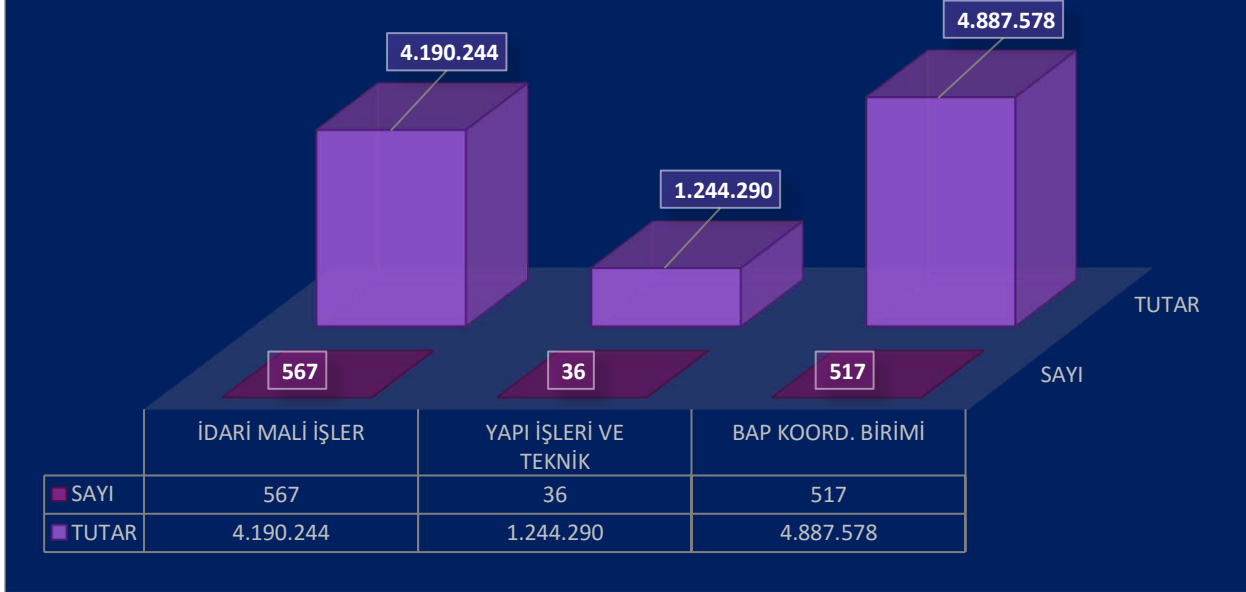 4.887.578
4.190.244
1.244.290
TUTAR
567
36
517
SAYI
İDARİ MALİ İŞLER
YAPI İŞLERİ VE
TEKNİK
BAP KOORD. BİRİMİ
SAYI 567 36 517
TUTAR 4.190.244 1.244.290 4.887.578